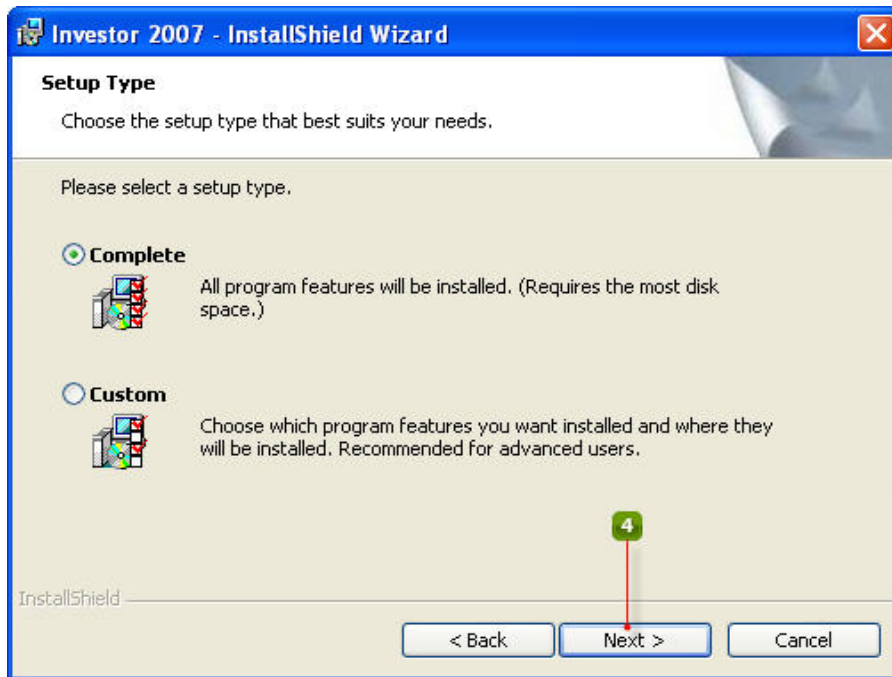 Investor 2007 - InstallShield Wizard
Setup Type
Choose the setup type that best suits your needs.
Please select a setup type.
Complete
All program features will be installed. (Requires the most disk
space.)
Custom
Choose which program features you want installed and where they
will be installed. Recommended for advanced users.
4
InstallShield
< Back
Next >
Cancel